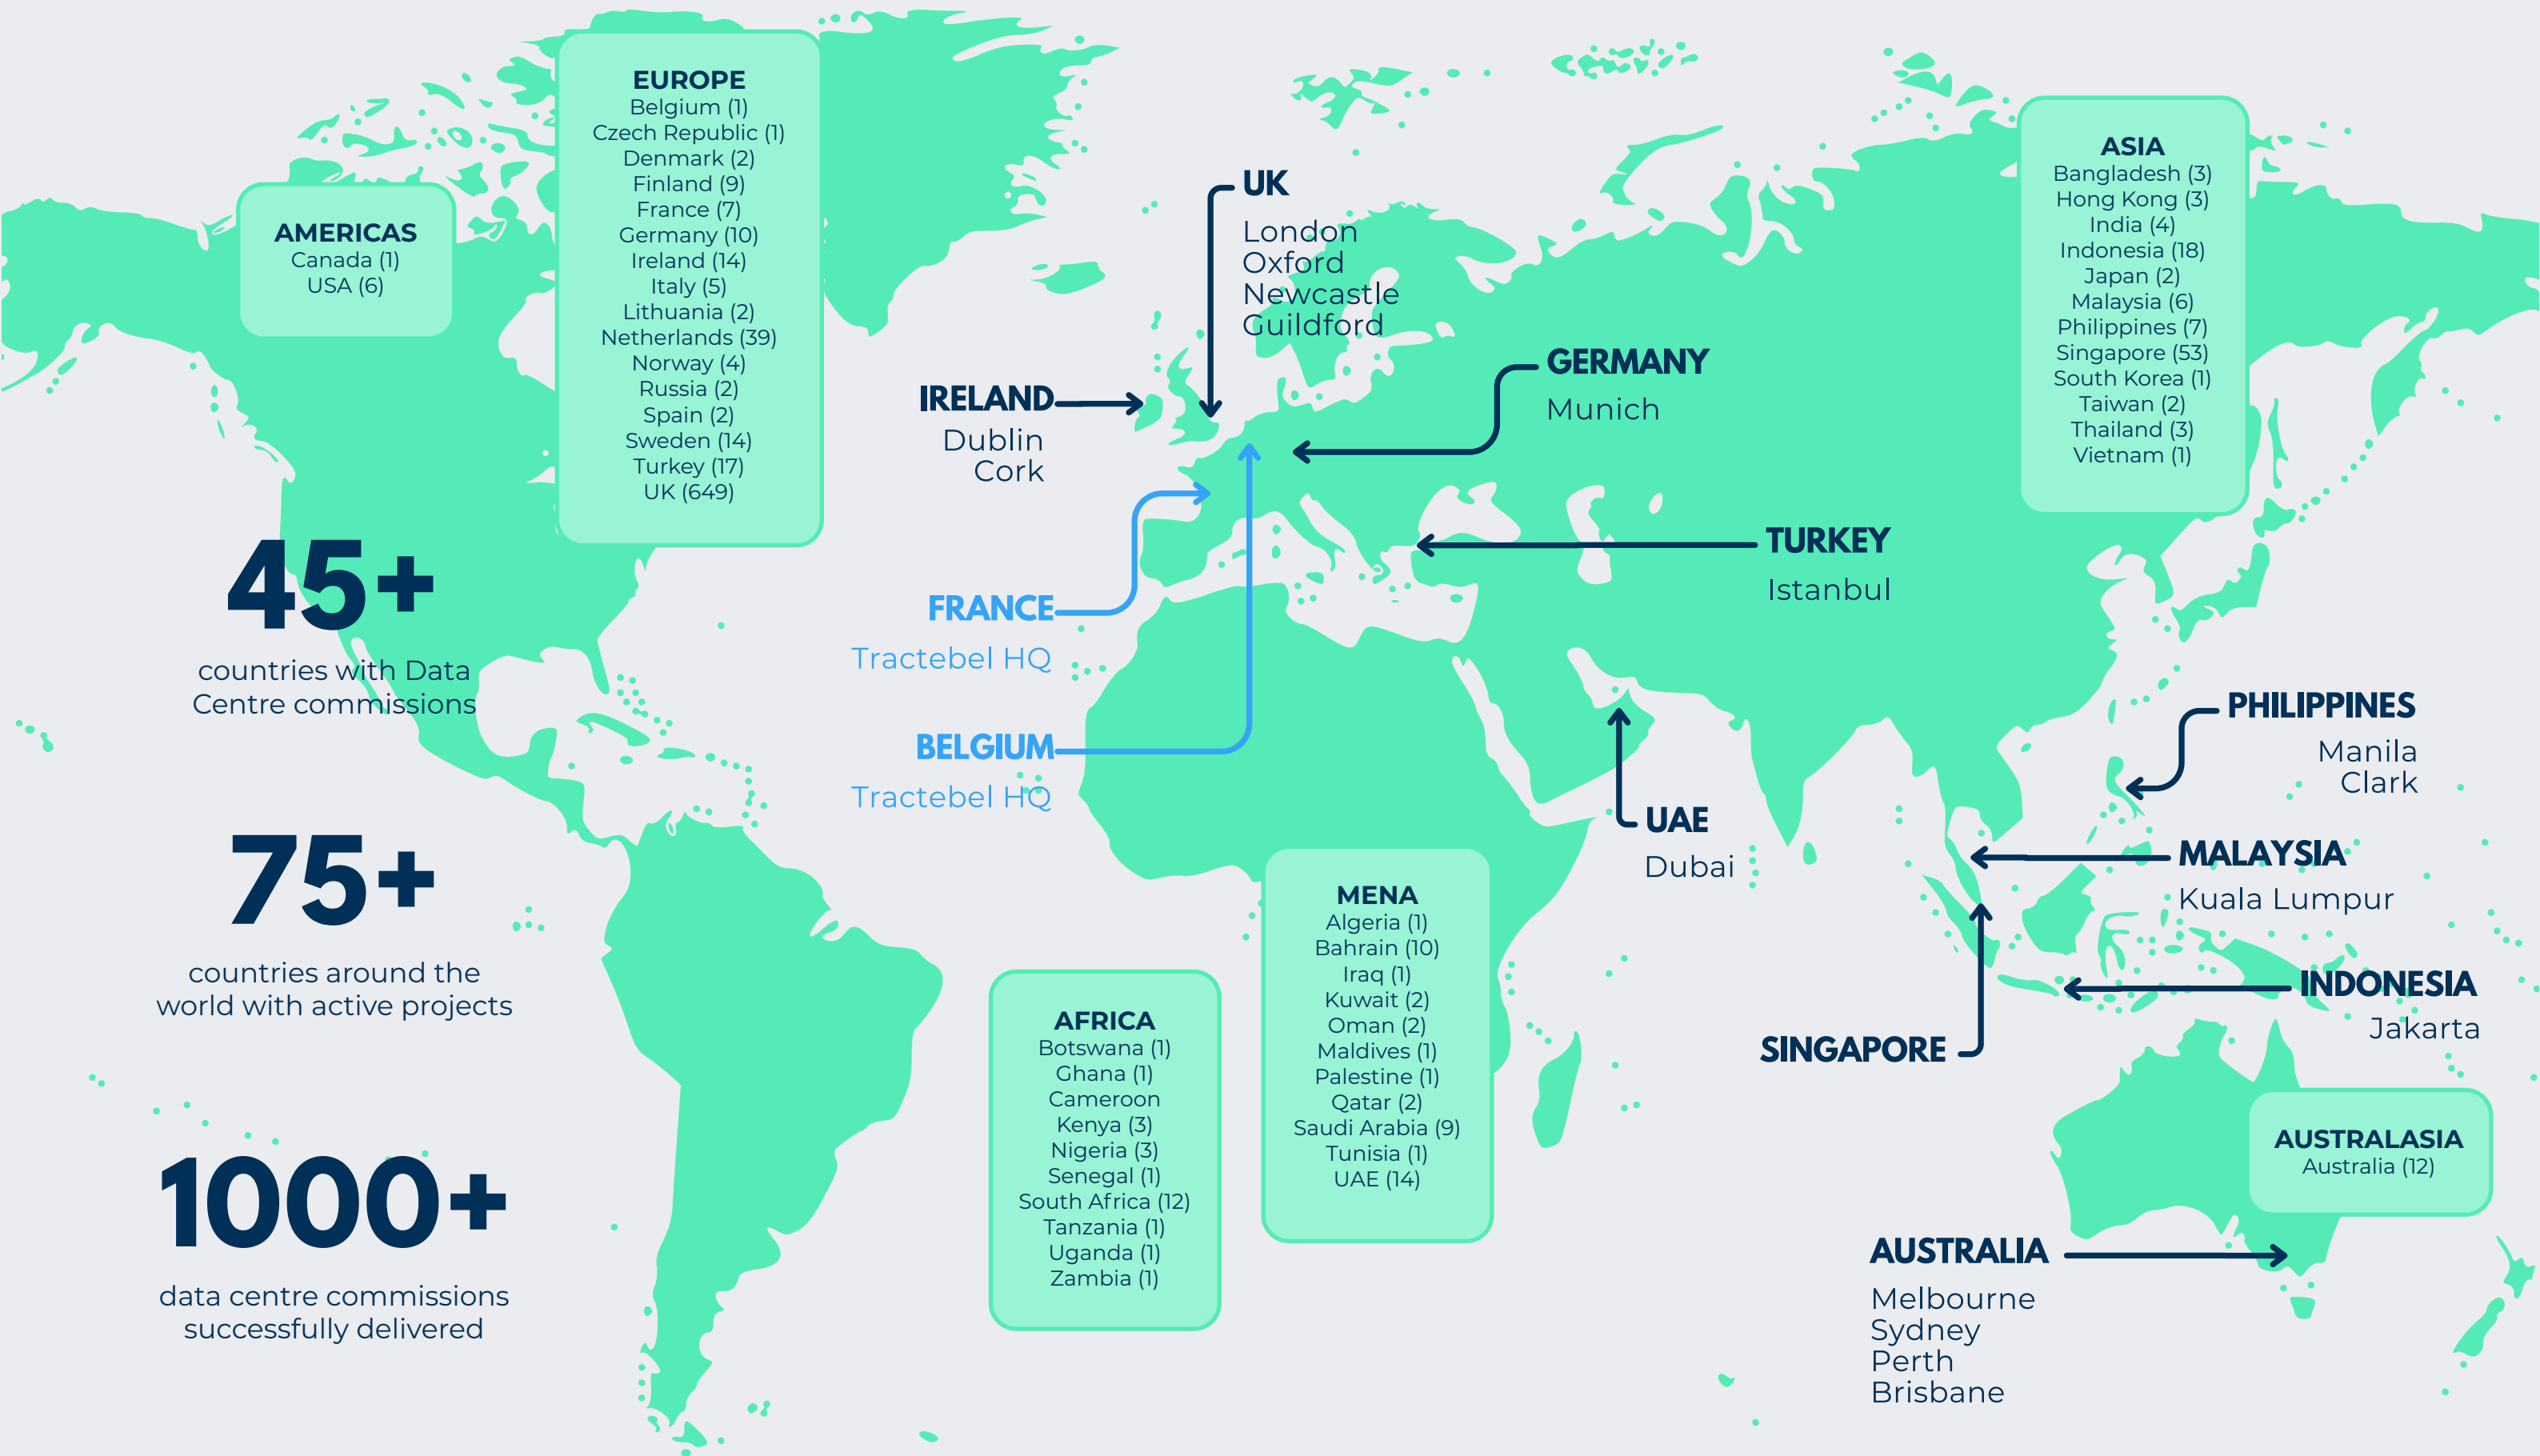 EUROPE
Belgium (1)
Czech Republic (1)
Denmark (2)
Finland (9)
France (7)
Germany (10)
Ireland (14)
Italy (5)
Lithuania (2)
Netherlands (39)
Norway (4)
Russia (2)
Spain (2)
Sweden (14)
Turkey (17)
UK (649)
AMERICAS
Canada (1)
USA (6)
ASIA
Bangladesh (3)
Hong Kong (3)
India (4)
Indonesia (18)
Japan (2)
Malaysia (6)
Philippines (7)
Singapore (53)
South Korea (1)
Taiwan (2)
Thailand (3)
Vietnam (1)
UK
London
Oxford
Newcastle
Guildford
GERMANY
Munich
IRELAND
Dublin
Cork
TURKEY
Istanbul
FRANCE
Tractebel HQ
BELGIUM
Tractebel HQ
45+
countries with Data
Centre commissions
75+
countries around the
world with active projects
1000+
data centre commissions
successfully delivered
UAE
Dubai
PHILIPPINES
Manila
Clark
MALAYSIA
Kuala Lumpur
INDONESIA
Jakarta
SINGAPORE
MENA
Algeria (1)
Bahrain (10)
Iraq (1)
Kuwait (2)
Oman (2)
Maldives (1)
Palestine (1)
Qatar (2)
Saudi Arabia (9)
Tunisia (1)
UAE (14)
AFRICA
Botswana (1)
Ghana (1)
Cameroon
Kenya (3)
Nigeria (3)
Senegal (1)
South Africa (12)
Tanzania (1)
Uganda (1)
Zambia (1)
AUSTRALASIA
Australia (12)
AUSTRALIA
Melbourne
Sydney
Perth
Brisbane